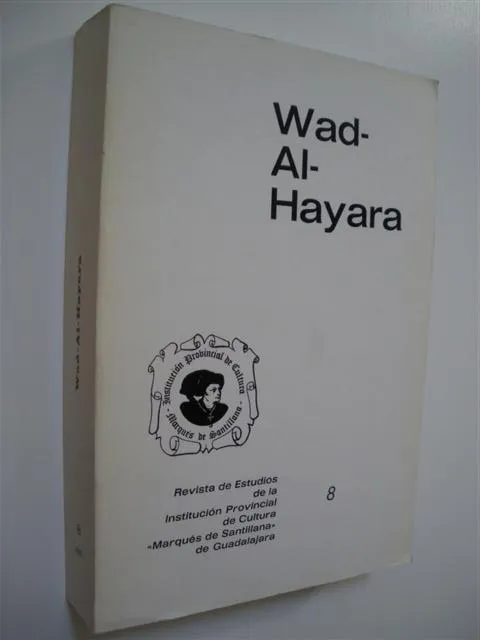 Wad-
Al-
Hayara
Institución Provincial de Cultura
- Marqués de Santillana -
Revista de Estudios
de la
Institución Provincial
de Cultura
«Marqués de Santillana»
de Guadalajara
8
Wad-Al-Hayara
8